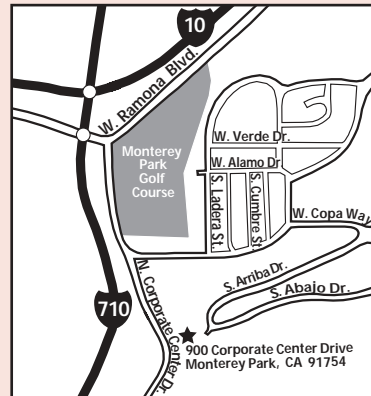 10
W. Ramona Blvd.
W. Verde Dr.
Monterey
Park
Golf
Course
W. Alamo Dr.
S. Ladera St.
S. Cumbre St.
W. Copa Way
N. Corporate Center Dr.
S. Arriba Dr.
S. Abajo Dr.
710
900 Corporate Center Drive
Monterey Park, CA 91754